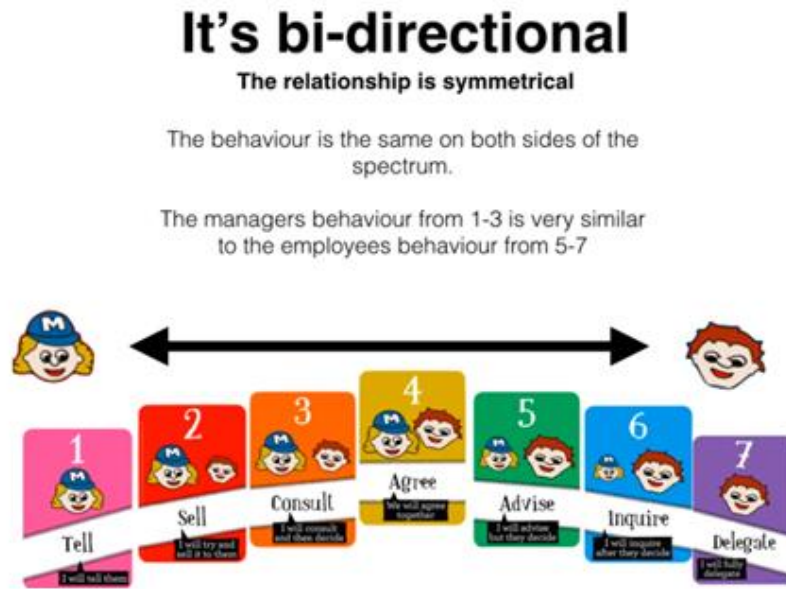 It's bi-directional
The relationship is symmetrical
The behaviour is the same on both sides of the
spectrum.
The managers behaviour from 1-3 is very similar
to the employees behaviour from 5-7
M
1
M
Tell
I will tell them
2
M
Sell
I will try and
sell it to them
3
M
Consult
I will consult
and then decide
4
M
Agree
We will agree
together
5
M
Advise
I will advise
but they decide
6
M
Inquire
I will inquire
after they decide
7
Delegate
I will fully
delegate